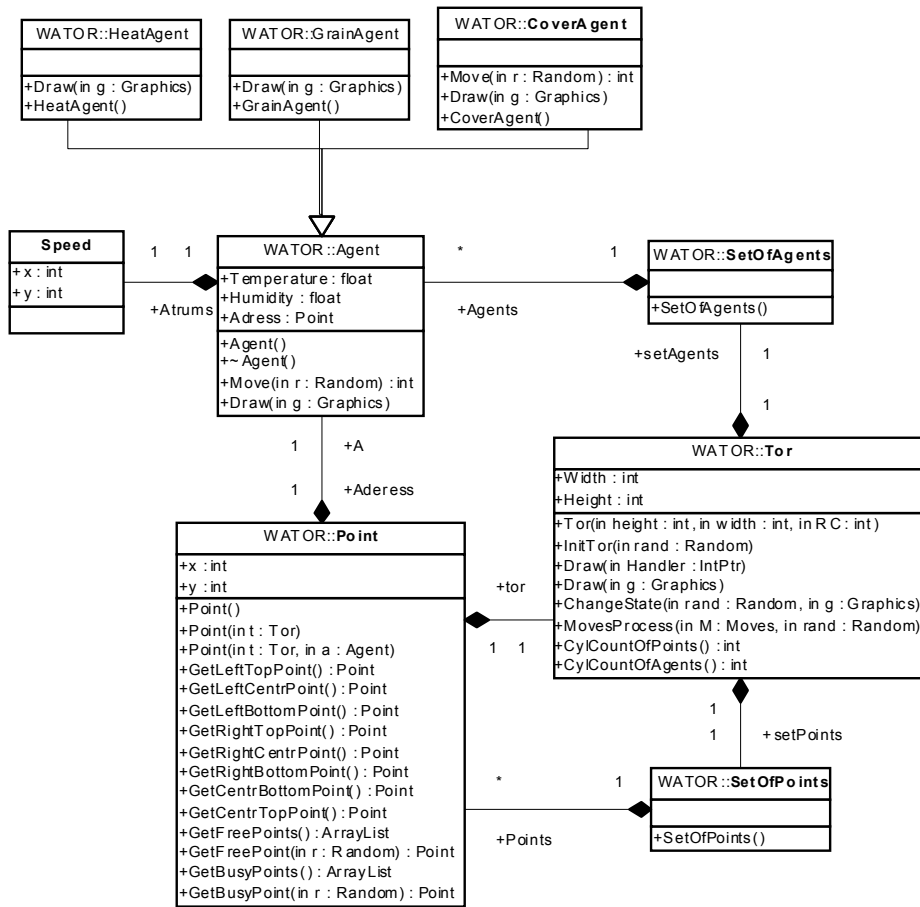 WATOR::HeatAgent
+Draw(in g : Graphics)
+HeatAgent()
WATOR::GrainAgent
+Draw(in g : Graphics)
+GrainAgent()
WATOR::CoverAgent
+Move(in r : Random) : int
+Draw(in g : Graphics)
+CoverAgent()
Speed
+x : int
+y : int
1 1
+Atrums
WATOR::Agent
+Temperature : float
+Humidity : float
+Adress : Point
+Agent()
+~Agent()
+Move(in r : Random) : int
+Draw(in g : Graphics)
* 1
+Agents
WATOR::SetOfAgents
+SetOfAgents()
+setAgents 1
1
1 +A
1 +Aderess
WATOR::Tor
+Width : int
+Height : int
+Tor(in height : int, in width : int, in RC : int)
+InitTor(in rand : Random)
+Draw(in Handler : IntPtr)
+Draw(in g : Graphics)
+ChangeState(in rand : Random, in g : Graphics)
+MovesProcess(in M : Moves, in rand : Random)
+CylCountOfPoints() : int
+CylCountOfAgents() : int
WATOR::Point
+x : int
+y : int
+Point()
+Point(in t : Tor)
+Point(in t : Tor, in a : Agent)
+GetLeftTopPoint() : Point
+GetLeftCentrPoint() : Point
+GetLeftBottomPoint() : Point
+GetRightTopPoint() : Point
+GetRightCentrPoint() : Point
+GetRightBottomPoint() : Point
+GetCentrBottomPoint() : Point
+GetCentrTopPoint() : Point
+GetFreePoints() : ArrayList
+GetFreePoint(in r : Random) : Point
+GetBusyPoints() : ArrayList
+GetBusyPoint(in r : Random) : Point
+tor
1 1
1
1 +setPoints
* 1
+Points
WATOR::SetOfPoints
+SetOfPoints()